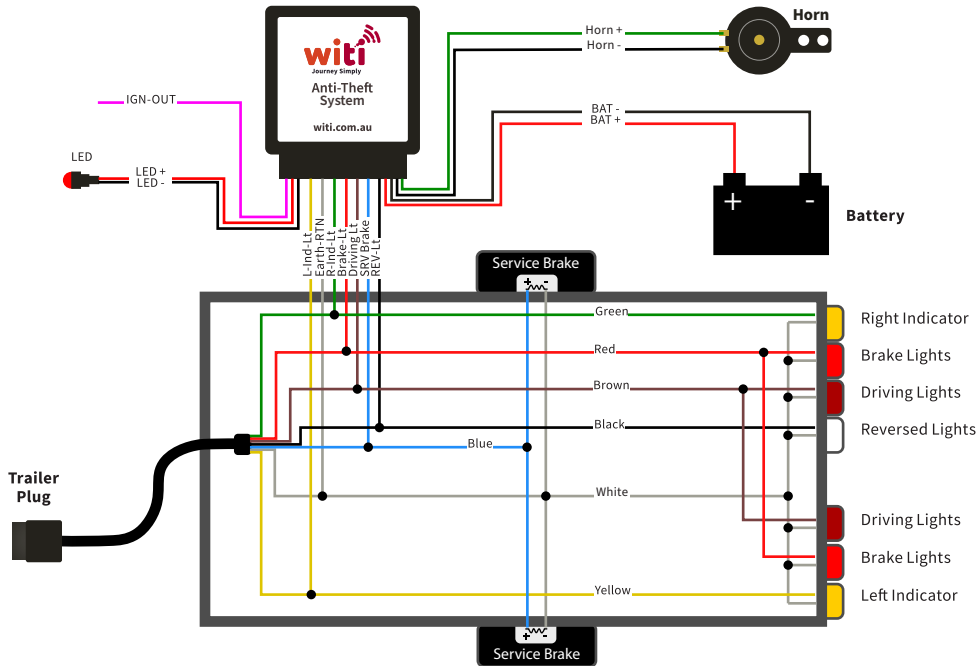 witi
Journey Simply
Anti-Theft
System
witi.com.au
Horn +
Horn -
Horn
IGN-OUT
BAT -
BAT +
LED
LED +
LED -
+
-
Battery
L-Ind-Lt
Earth-RTN
R-Ind-Lt
Brake-Lt
Driving Lt
SRV Brake
REV-Lt
Service Brake
+ -
Green
Right Indicator
Red
Brake Lights
Brown
Driving Lights
Black
Reversed Lights
Blue
Trailer
Plug
White
Driving Lights
Brake Lights
Yellow
Left Indicator
+ -
Service Brake